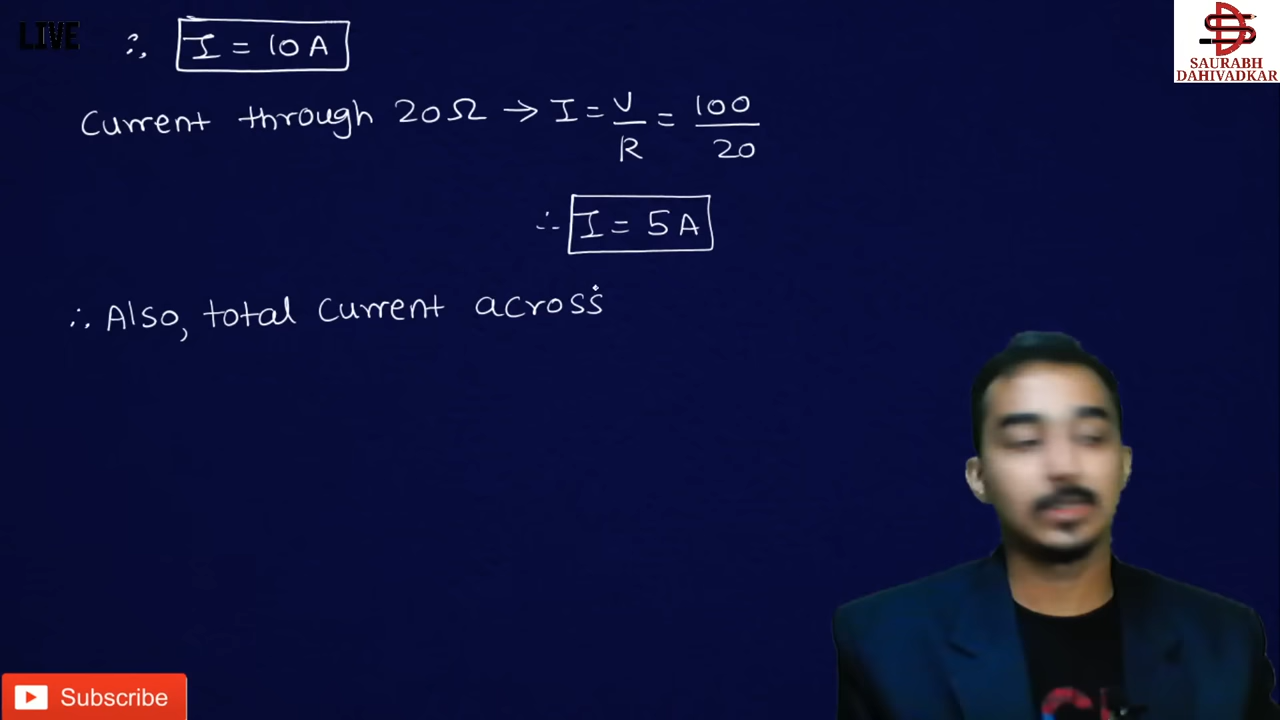 LIVE
∴ I = 10 A
SAURABH
DAHIVADKAR
Current through 20Ω → I = V/R = 100/20
∴ I = 5 A
∴ Also, total current across
Subscribe